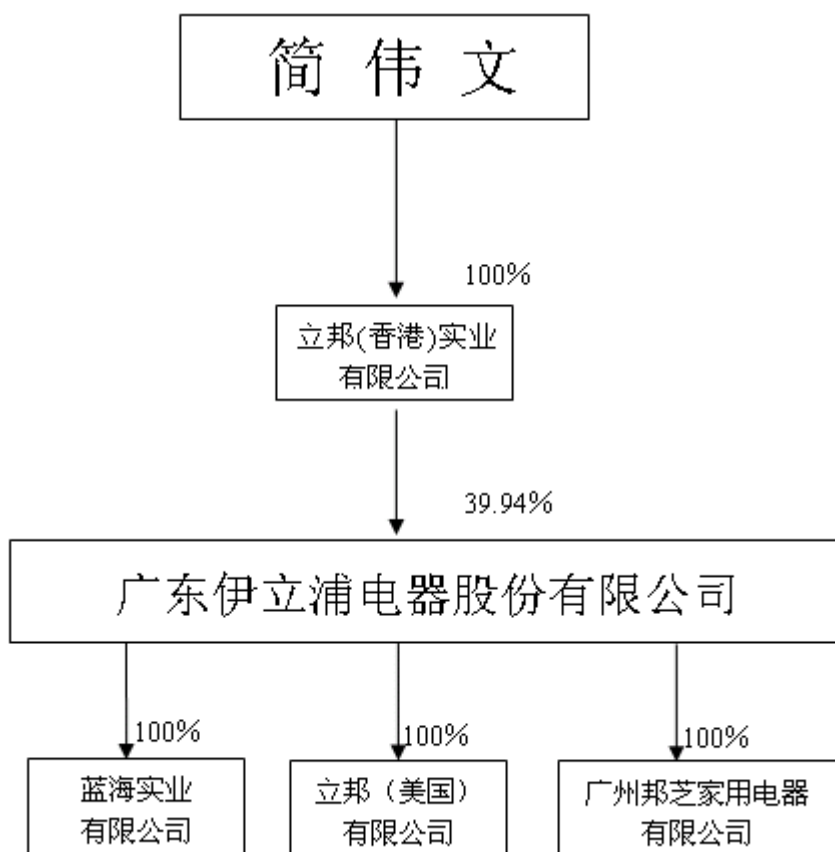 简 伟 文
100%
立邦(香港)实业
有限公司
39.94%
广东伊立浦电器股份有限公司
100%
100%
100%
蓝海实业
有限公司
立邦（美国）
有限公司
广州邦芝家用电器
有限公司